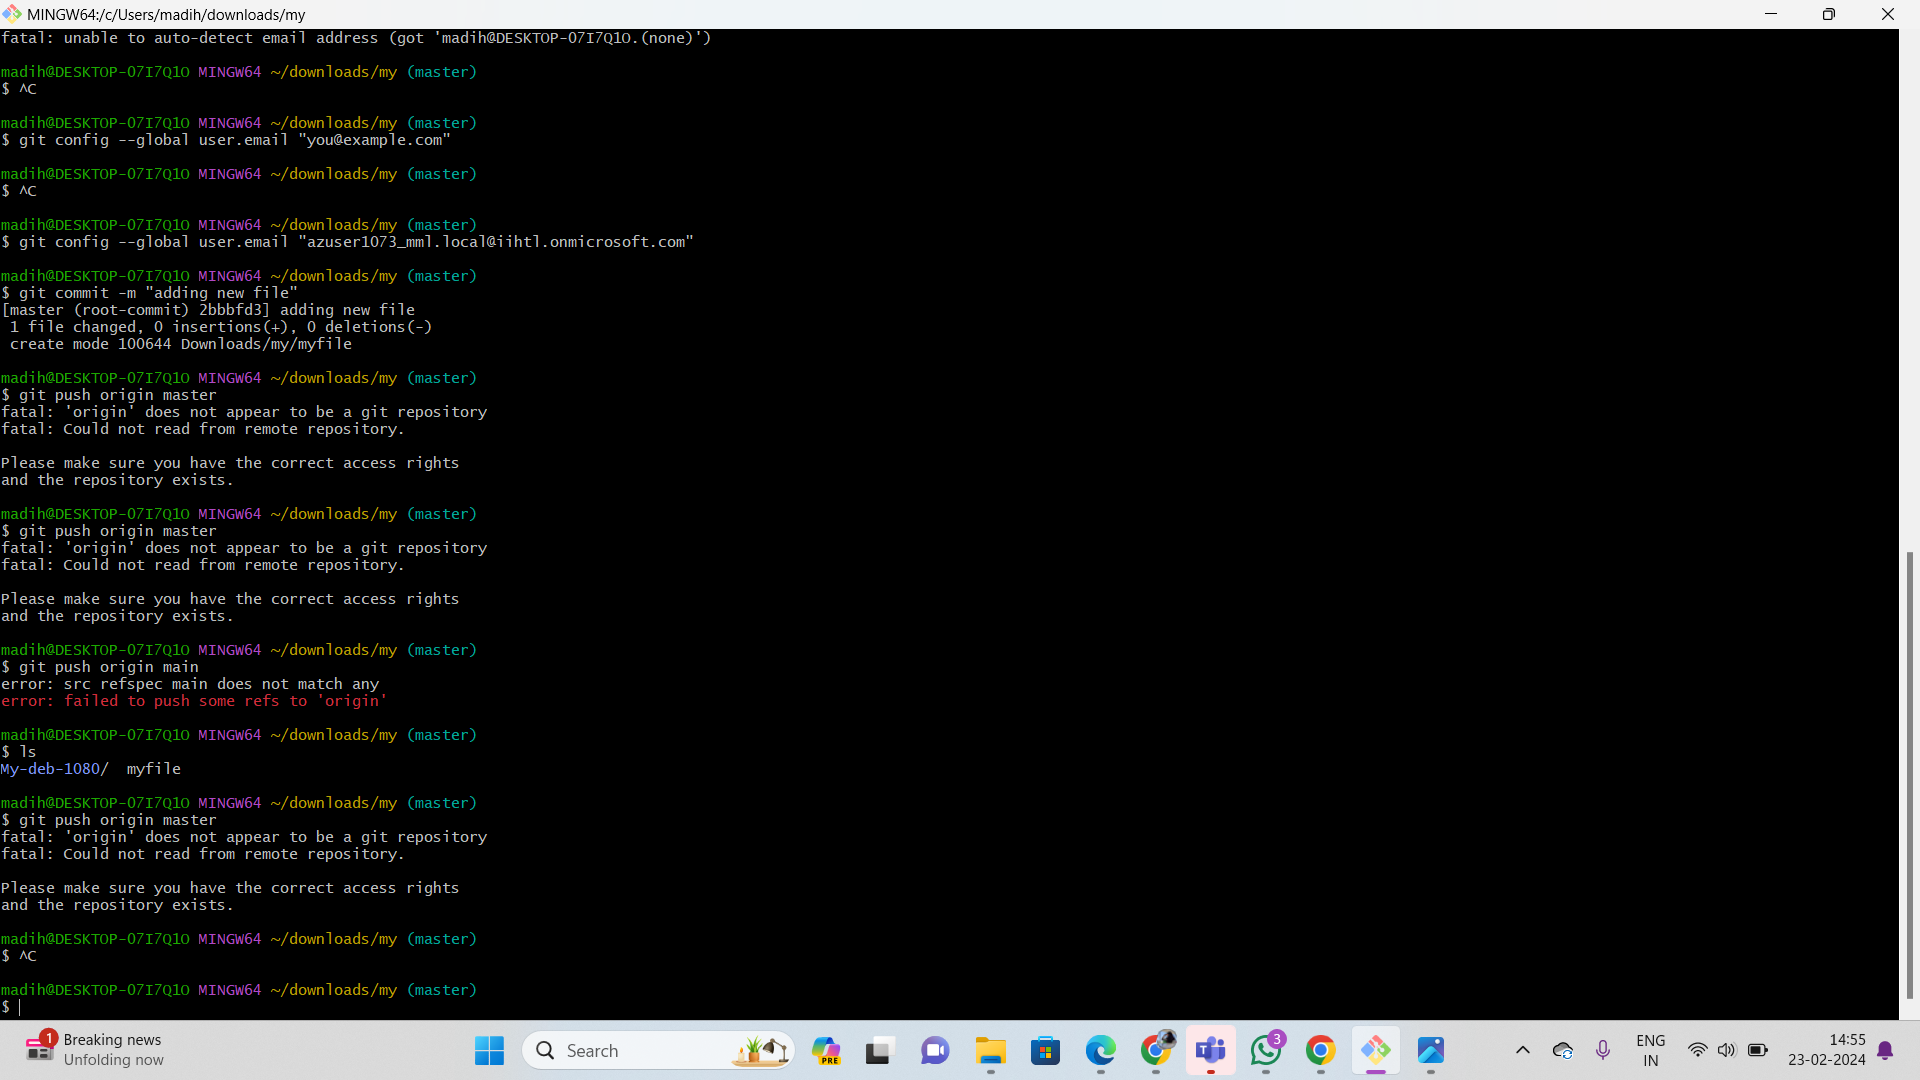 MINGW64:/c/Users/madih/downloads/my
fatal: unable to auto-detect email address (got 'madih@DESKTOP-07I7Q1O.(none)')
madih@DESKTOP-07I7Q1O MINGW64 ~/downloads/my (master)
$ ^C
madih@DESKTOP-07I7Q1O MINGW64 ~/downloads/my (master)
$ git config --global user.email "you@example.com"
madih@DESKTOP-07I7Q1O MINGW64 ~/downloads/my (master)
$ ^C
madih@DESKTOP-07I7Q1O MINGW64 ~/downloads/my (master)
$ git config --global user.email "azuser1073_mml.local@iihtl.onmicrosoft.com"
madih@DESKTOP-07I7Q1O MINGW64 ~/downloads/my (master)
$ git commit -m "adding new file"
[master (root-commit) 2bbbfd3] adding new file
1 file changed, 0 insertions(+), 0 deletions(-)
create mode 100644 Downloads/my/myfile
madih@DESKTOP-07I7Q1O MINGW64 ~/downloads/my (master)
$ git push origin master
fatal: 'origin' does not appear to be a git repository
fatal: Could not read from remote repository.
Please make sure you have the correct access rights
and the repository exists.
madih@DESKTOP-07I7Q1O MINGW64 ~/downloads/my (master)
$ git push origin master
fatal: 'origin' does not appear to be a git repository
fatal: Could not read from remote repository.
Please make sure you have the correct access rights
and the repository exists.
madih@DESKTOP-07I7Q1O MINGW64 ~/downloads/my (master)
$ git push origin main
error: src refspec main does not match any
error: failed to push some refs to 'origin'
madih@DESKTOP-07I7Q1O MINGW64 ~/downloads/my (master)
$ ls
My-deb-1080/  myfile
madih@DESKTOP-07I7Q1O MINGW64 ~/downloads/my (master)
$ git push origin master
fatal: 'origin' does not appear to be a git repository
fatal: Could not read from remote repository.
Please make sure you have the correct access rights
and the repository exists.
madih@DESKTOP-07I7Q1O MINGW64 ~/downloads/my (master)
$ ^C
madih@DESKTOP-07I7Q1O MINGW64 ~/downloads/my (master)
$
1
Breaking news
Unfolding now
Search
PRE
3
ENG
IN
14:55
23-02-2024